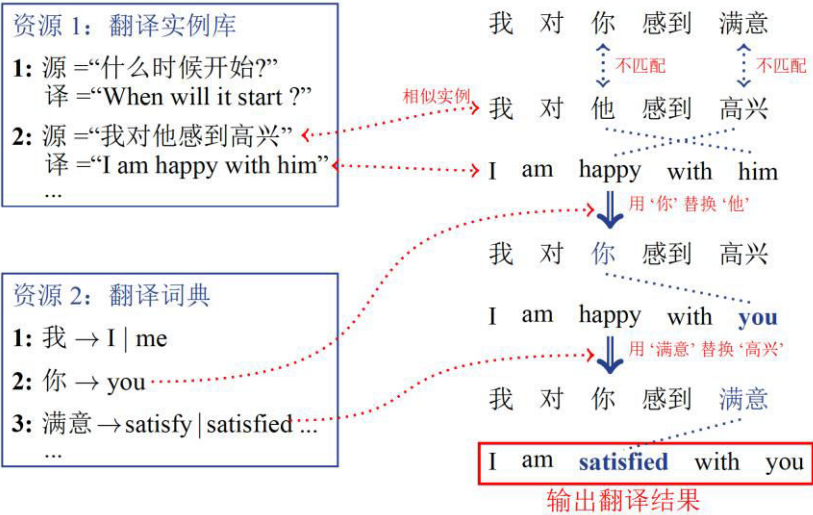 资源 1：翻译实例库
1: 源 =“什么时候开始?”
译 =“When will it start ?”
2: 源 =“我对他感到高兴”
译 =“I am happy with him”
...
资源 2：翻译词典
1: 我 → I | me
2: 你 → you
3: 满意 → satisfy | satisfied ...
...
我 对 你 感到 满意
不匹配 不匹配
相似实例
我 对 他 感到 高兴
I am happy with him
用 ‘你’ 替换 ‘他’
我 对 你 感到 高兴
I am happy with you
用 ‘满意’ 替换 ‘高兴’
我 对 你 感到 满意
I am satisfied with you
输出翻译结果